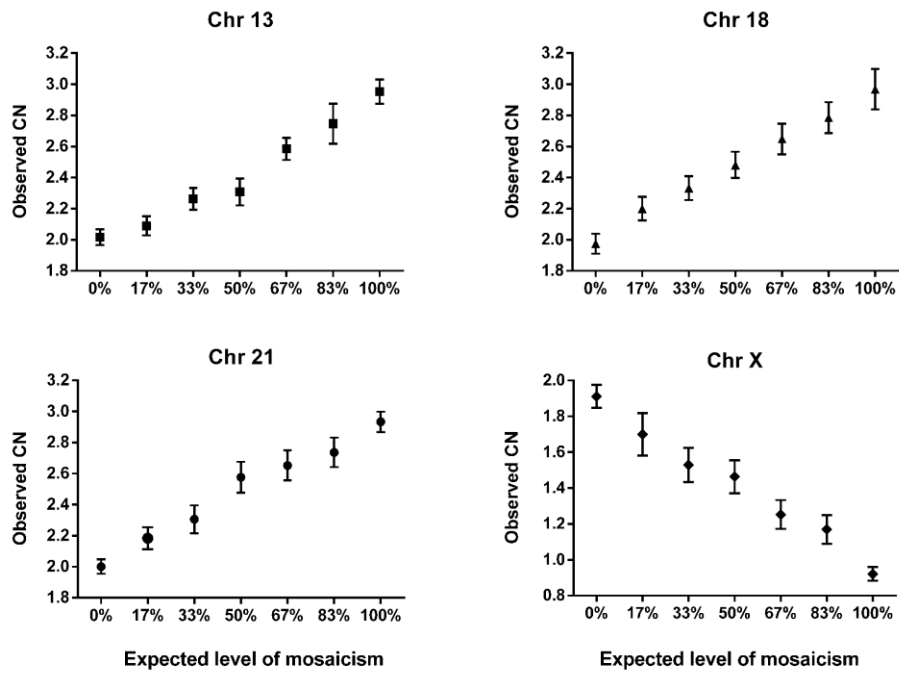 Chr 13
Observed CN
3.2
3.0
2.8
2.6
2.4
2.2
2.0
1.8
0% 17% 33% 50% 67% 83% 100%
Chr 18
Observed CN
3.2
3.0
2.8
2.6
2.4
2.2
2.0
1.8
0% 17% 33% 50% 67% 83% 100%
Chr 21
Observed CN
3.2
3.0
2.8
2.6
2.4
2.2
2.0
1.8
0% 17% 33% 50% 67% 83% 100%
Expected level of mosaicism
Chr X
Observed CN
2.0
1.8
1.6
1.4
1.2
1.0
0.8
0% 17% 33% 50% 67% 83% 100%
Expected level of mosaicism